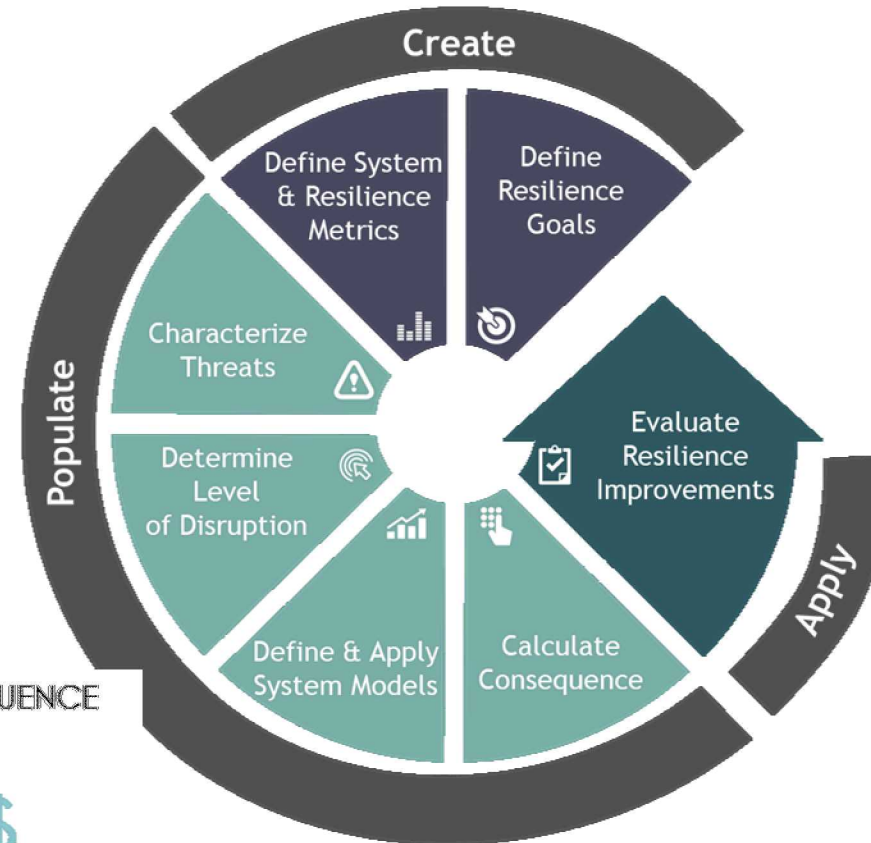 Create
Define System
& Resilience
Metrics
Define
Resilience
Goals
Characterize
Threats
Populate
Determine
Level
of Disruption
Evaluate
Resilience
Improvements
Apply
Define & Apply
System Models
Calculate
Consequence
UENCE
$